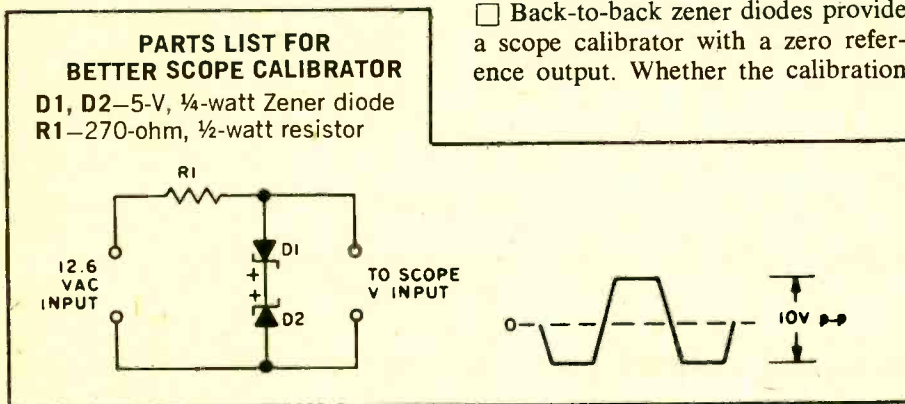 PARTS LIST FOR
BETTER SCOPE CALIBRATOR
D1, D2—5-V, ¼-watt Zener diode
R1—270-ohm, ½-watt resistor
☐ Back-to-back zener diodes provide
a scope calibrator with a zero refer-
ence output. Whether the calibration
R1
12.6
VAC
INPUT
D1
+
+
D2
TO SCOPE
V INPUT
0
10V P-P